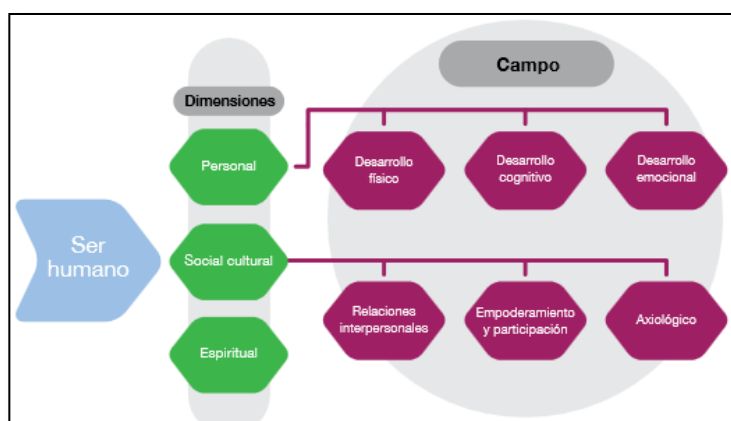 Campo
Dimensiones
Personal
Desarrollo
físico
Desarrollo
cognitivo
Desarrollo
emocional
Ser
humano
Social cultural
Relaciones
interpersonales
Empoderamiento
y participación
Axiológico
Espiritual